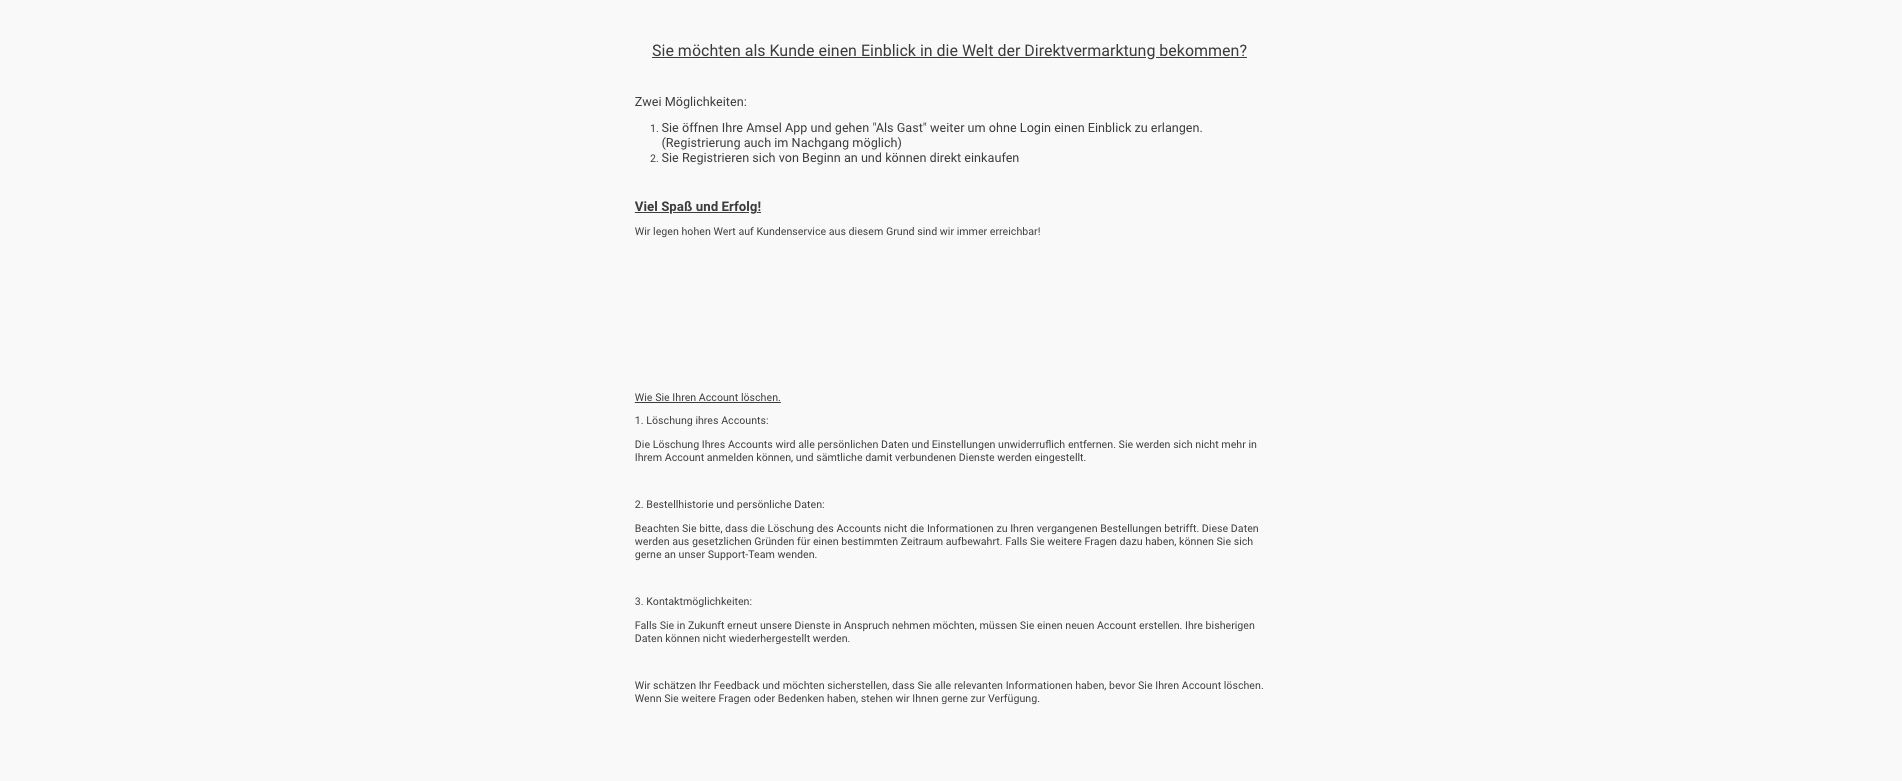 Sie möchten als Kunde einen Einblick in die Welt der Direktvermarktung bekommen?
Zwei Möglichkeiten:
1. Sie öffnen Ihre Amsel App und gehen "Als Gast" weiter um ohne Login einen Einblick zu erlangen.
(Registrierung auch im Nachgang möglich)
2. Sie Registrieren sich von Beginn an und können direkt einkaufen
Viel Spaß und Erfolg!
Wir legen hohen Wert auf Kundenservice aus diesem Grund sind wir immer erreichbar!
Wie Sie Ihren Account löschen.
1. Löschung ihres Accounts:
Die Löschung Ihres Accounts wird alle persönlichen Daten und Einstellungen unwiderruflich entfernen. Sie werden sich nicht mehr in
Ihrem Account anmelden können, und sämtliche damit verbundenen Dienste werden eingestellt.
2. Bestellhistorie und persönliche Daten:
Beachten Sie bitte, dass die Löschung des Accounts nicht die Informationen zu Ihren vergangenen Bestellungen betrifft. Diese Daten
werden aus gesetzlichen Gründen für einen bestimmten Zeitraum aufbewahrt. Falls Sie weitere Fragen dazu haben, können Sie sich
gerne an unser Support-Team wenden.
3. Kontaktmöglichkeiten:
Falls Sie in Zukunft erneut unsere Dienste in Anspruch nehmen möchten, müssen Sie einen neuen Account erstellen. Ihre bisherigen
Daten können nicht wiederhergestellt werden.
Wir schätzen Ihr Feedback und möchten sicherstellen, dass Sie alle relevanten Informationen haben, bevor Sie Ihren Account löschen.
Wenn Sie weitere Fragen oder Bedenken haben, stehen wir Ihnen gerne zur Verfügung.